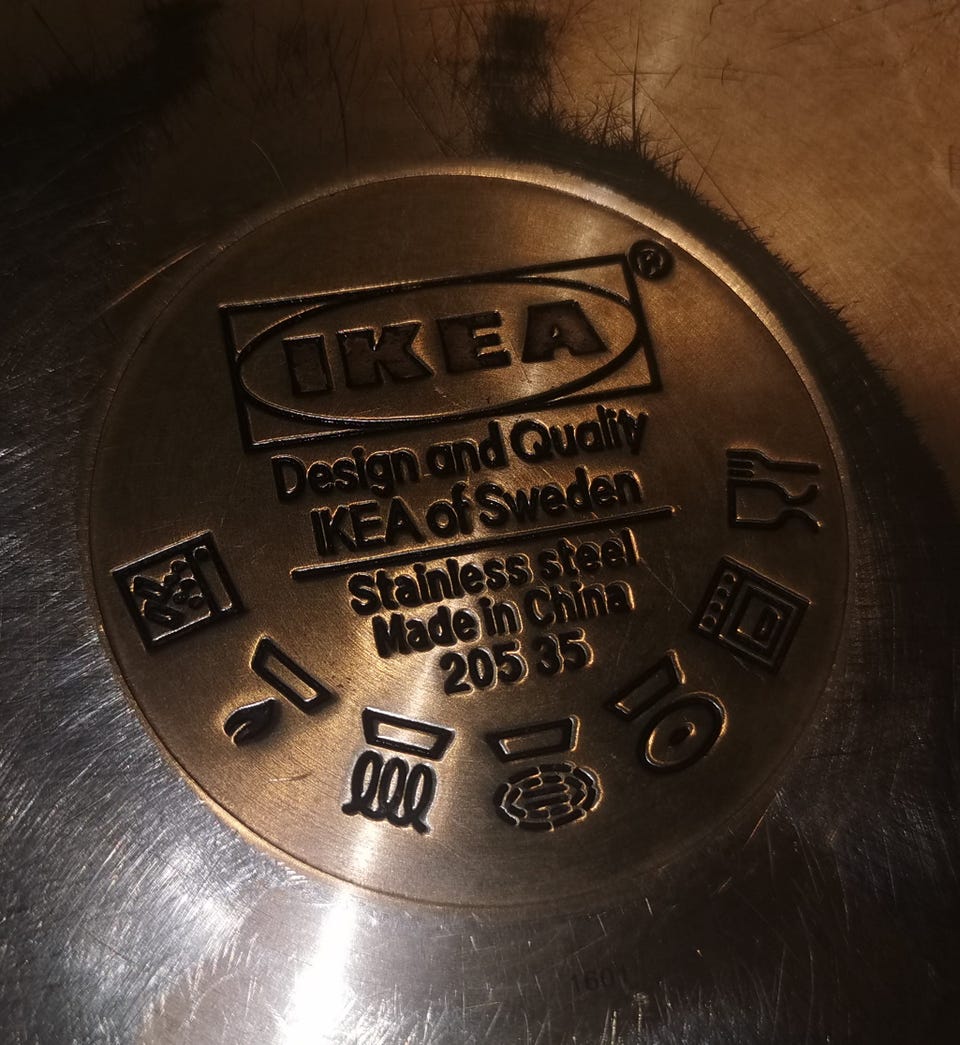 IKEA®
Design and Quality
IKEA of Sweden
Stainless steel
Made in China
205 35